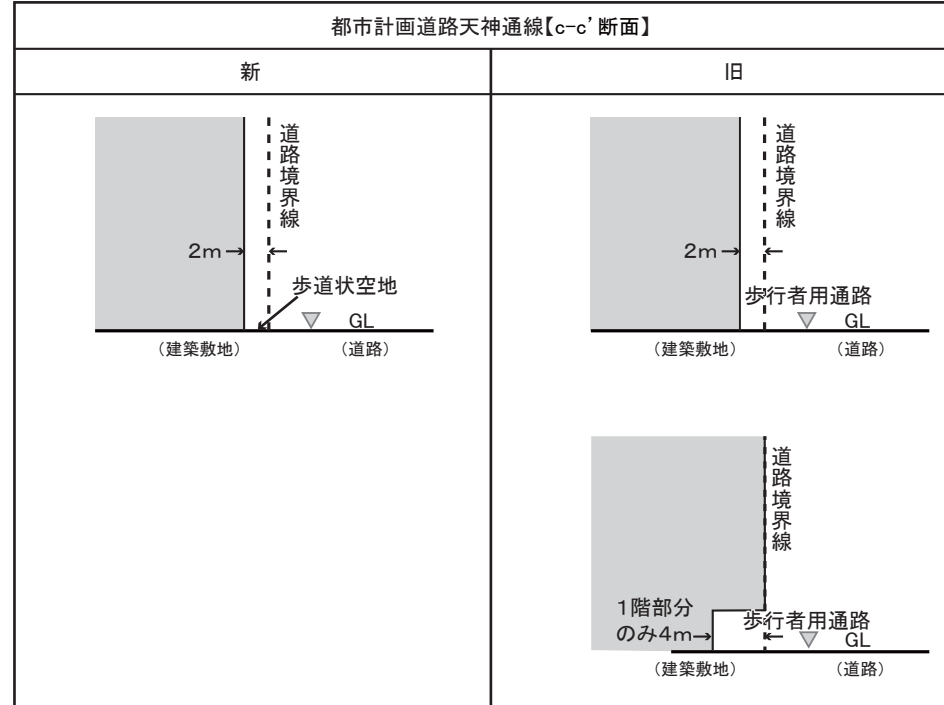 都市計画道路天神通線【c-c’断面】
新
旧
道路境界線
2m
歩道状空地
GL
（建築敷地）
（道路）
道路境界線
2m
歩行者用通路
GL
（建築敷地）
（道路）
道路境界線
1階部分
のみ4m
歩行者用通路
GL
（建築敷地）
（道路）